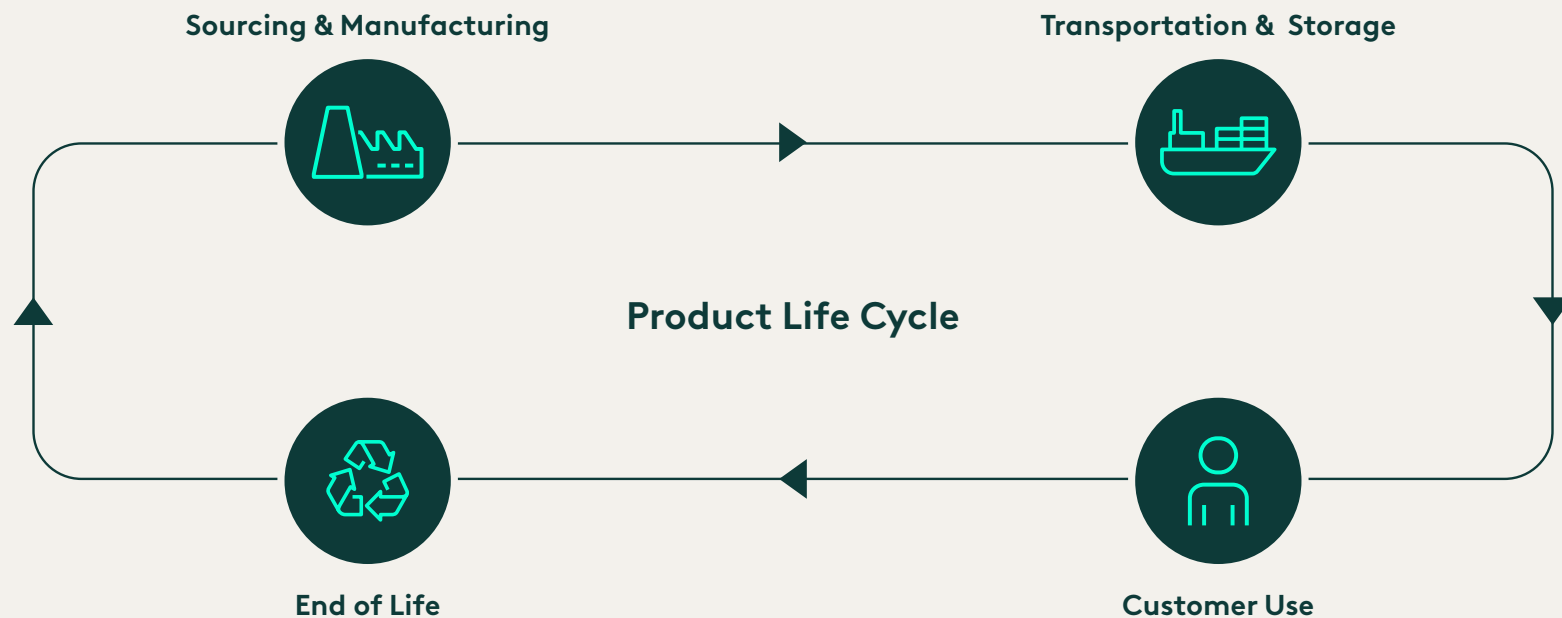 Sourcing & Manufacturing
Transportation & Storage
Product Life Cycle
End of Life
Customer Use